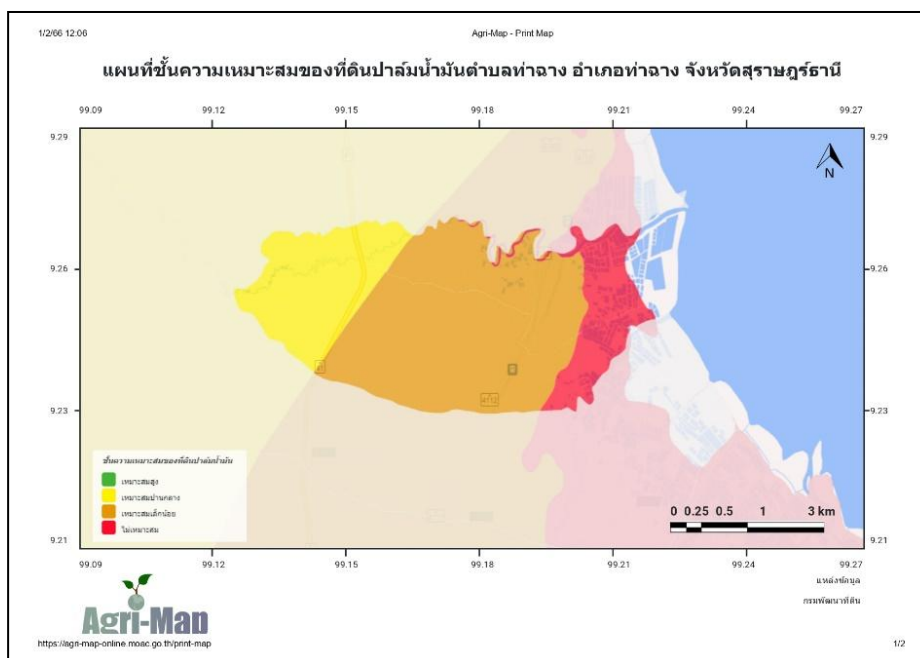 1/2/66 12:06
Agri-Map - Print Map
แผนที่ชั้นความเหมาะสมของที่ดินปาล์มน้ำมันตำบลท่าฉาง อำเภอท่าฉาง จังหวัดสุราษฎร์ธานี
99.09 99.12 99.15 99.18 99.21 99.24 99.27
9.29 9.29
N
9.26 9.26
9.23 9.23
ชั้นความเหมาะสมของที่ดินปาล์มน้ำมัน
เหมาะสมสูง
เหมาะสมปานกลาง
เหมาะสมเล็กน้อย
ไม่เหมาะสม
0 0.25 0.5 1 3 km
9.21 9.21
99.09 99.12 99.15 99.18 99.21 99.24 99.27
แหล่งข้อมูล
กรมพัฒนาที่ดิน
Agri-Map
https://agri-map-online.moac.go.th/print-map
1/2